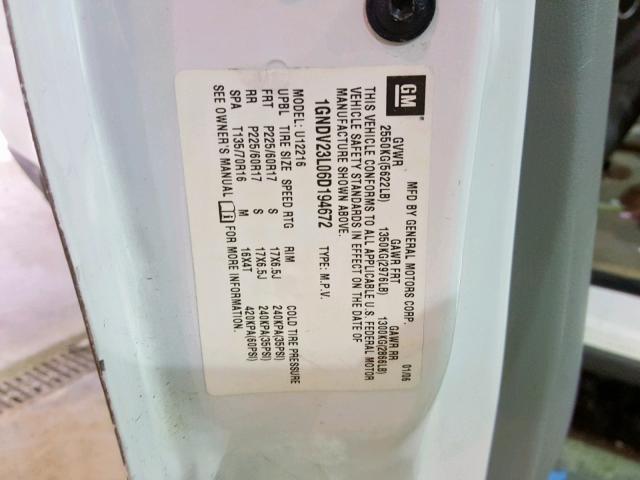 GM
MFD BY GENERAL MOTORS CORP. 01/06
GVWR GAWR FRT GAWR RR
2550KG(5622LB) 1350KG(2976LB) 1300KG(2866LB)
THIS VEHICLE CONFORMS TO ALL APPLICABLE U.S. FEDERAL MOTOR
VEHICLE SAFETY STANDARDS IN EFFECT ON THE DATE OF
MANUFACTURE SHOWN ABOVE.
1GNDV23L06D194672 TYPE: M.P.V.
MODEL: U12216
UPBL TIRE SIZE SPEED RTG RIM COLD TIRE PRESSURE
FRT P225/60R17 S 17X6.5J 240KPA(35PSI)
RR P225/60R17 S 17X6.5J 240KPA(35PSI)
SPA T135/70R16 M 16X4T 420KPA(60PSI)
SEE OWNER'S MANUAL FOR MORE INFORMATION.